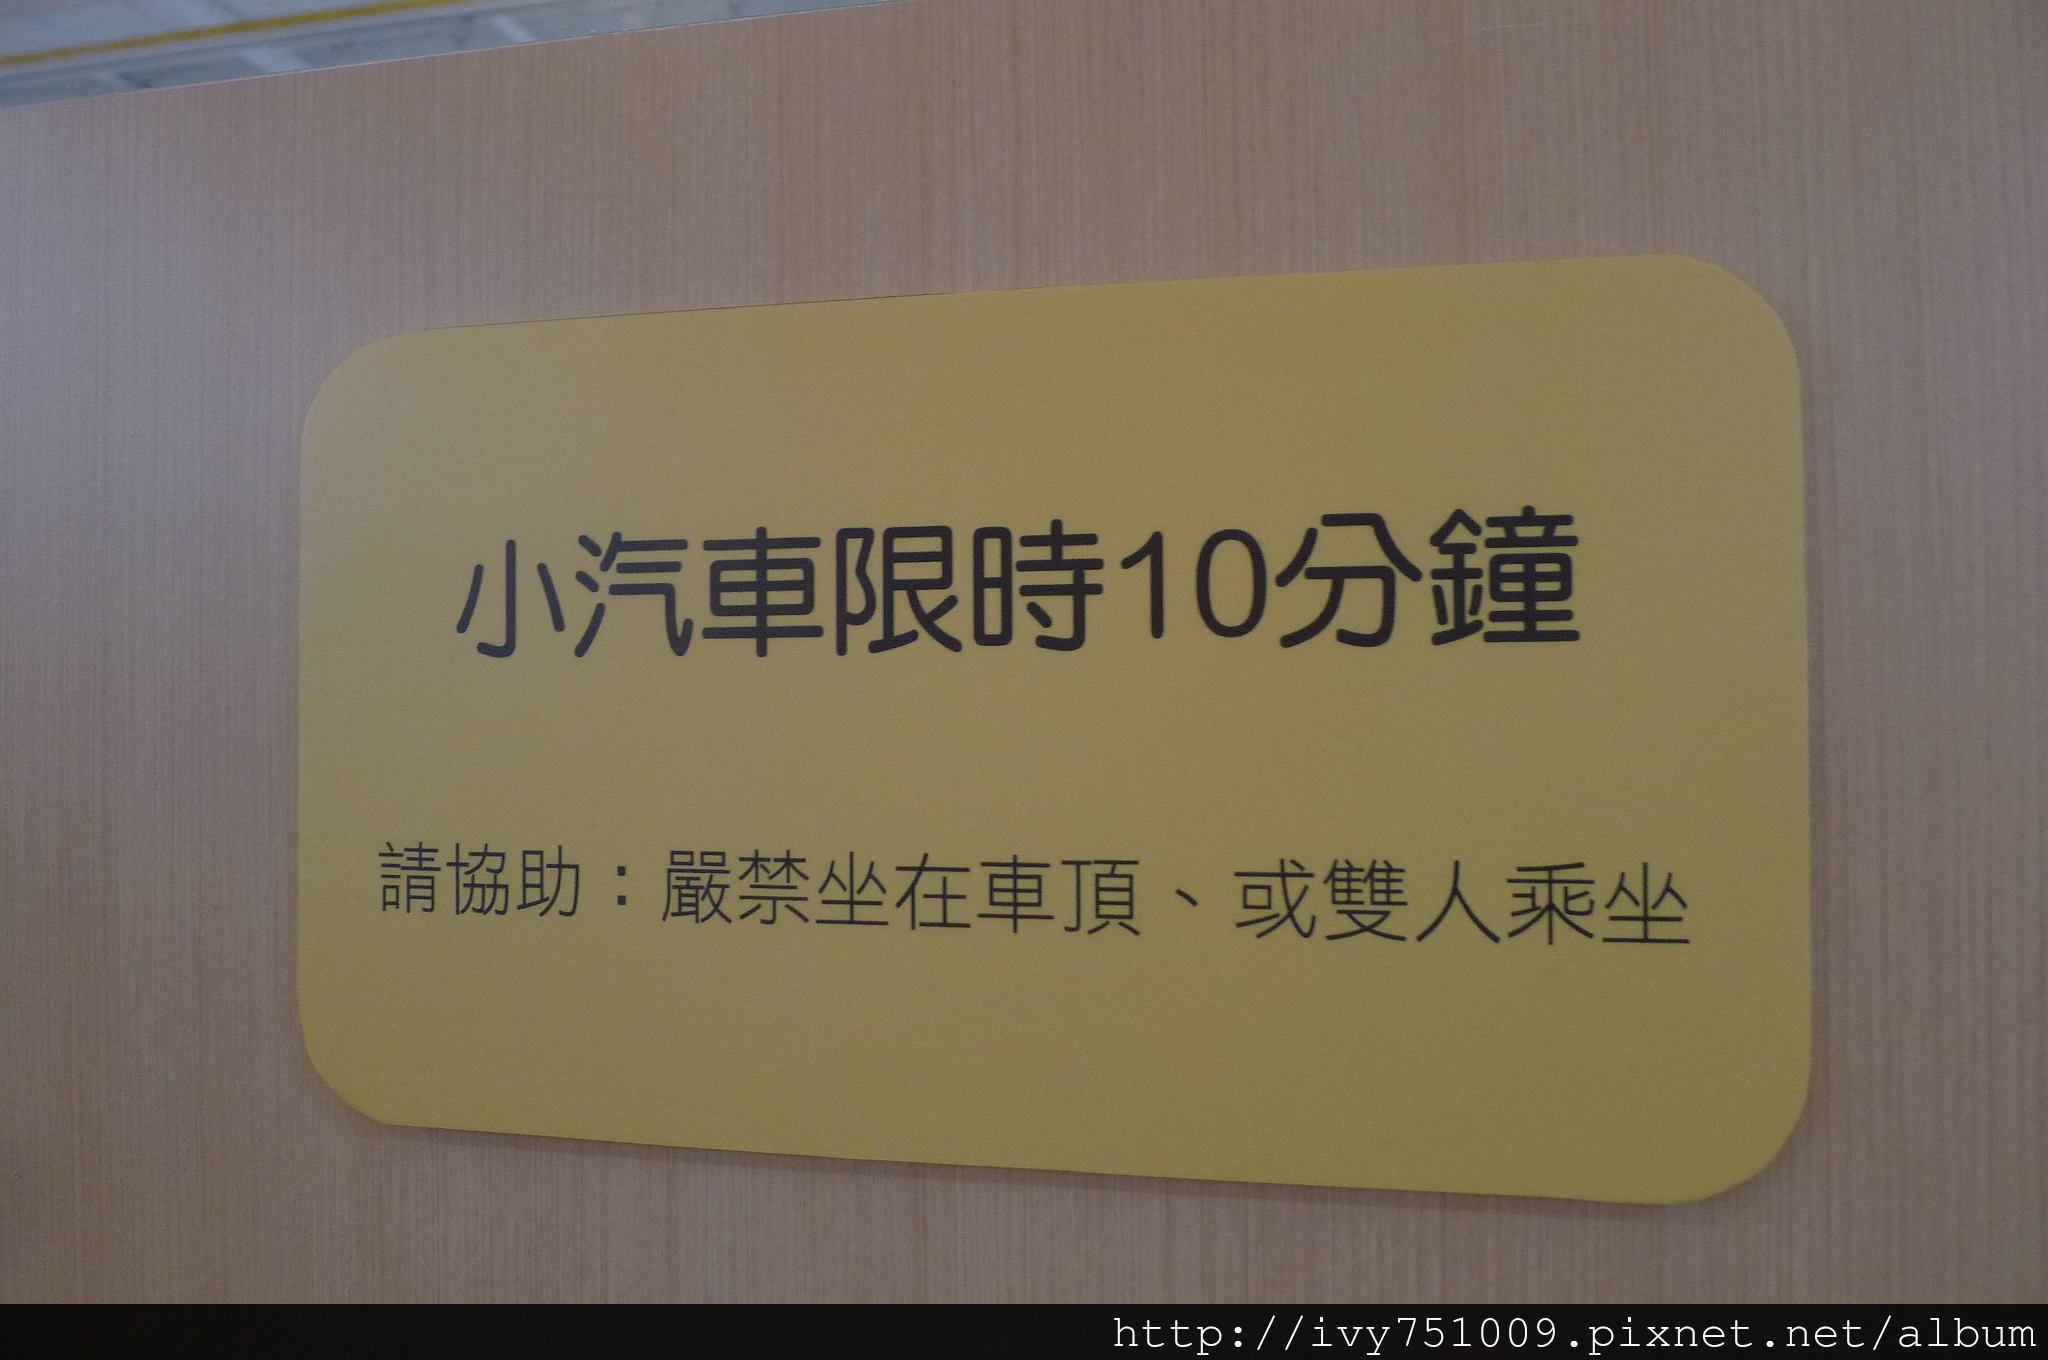 小汽車限時10分鐘
請協助：嚴禁坐在車頂、或雙人乘坐
http://ivy751009.pixnet.net/album